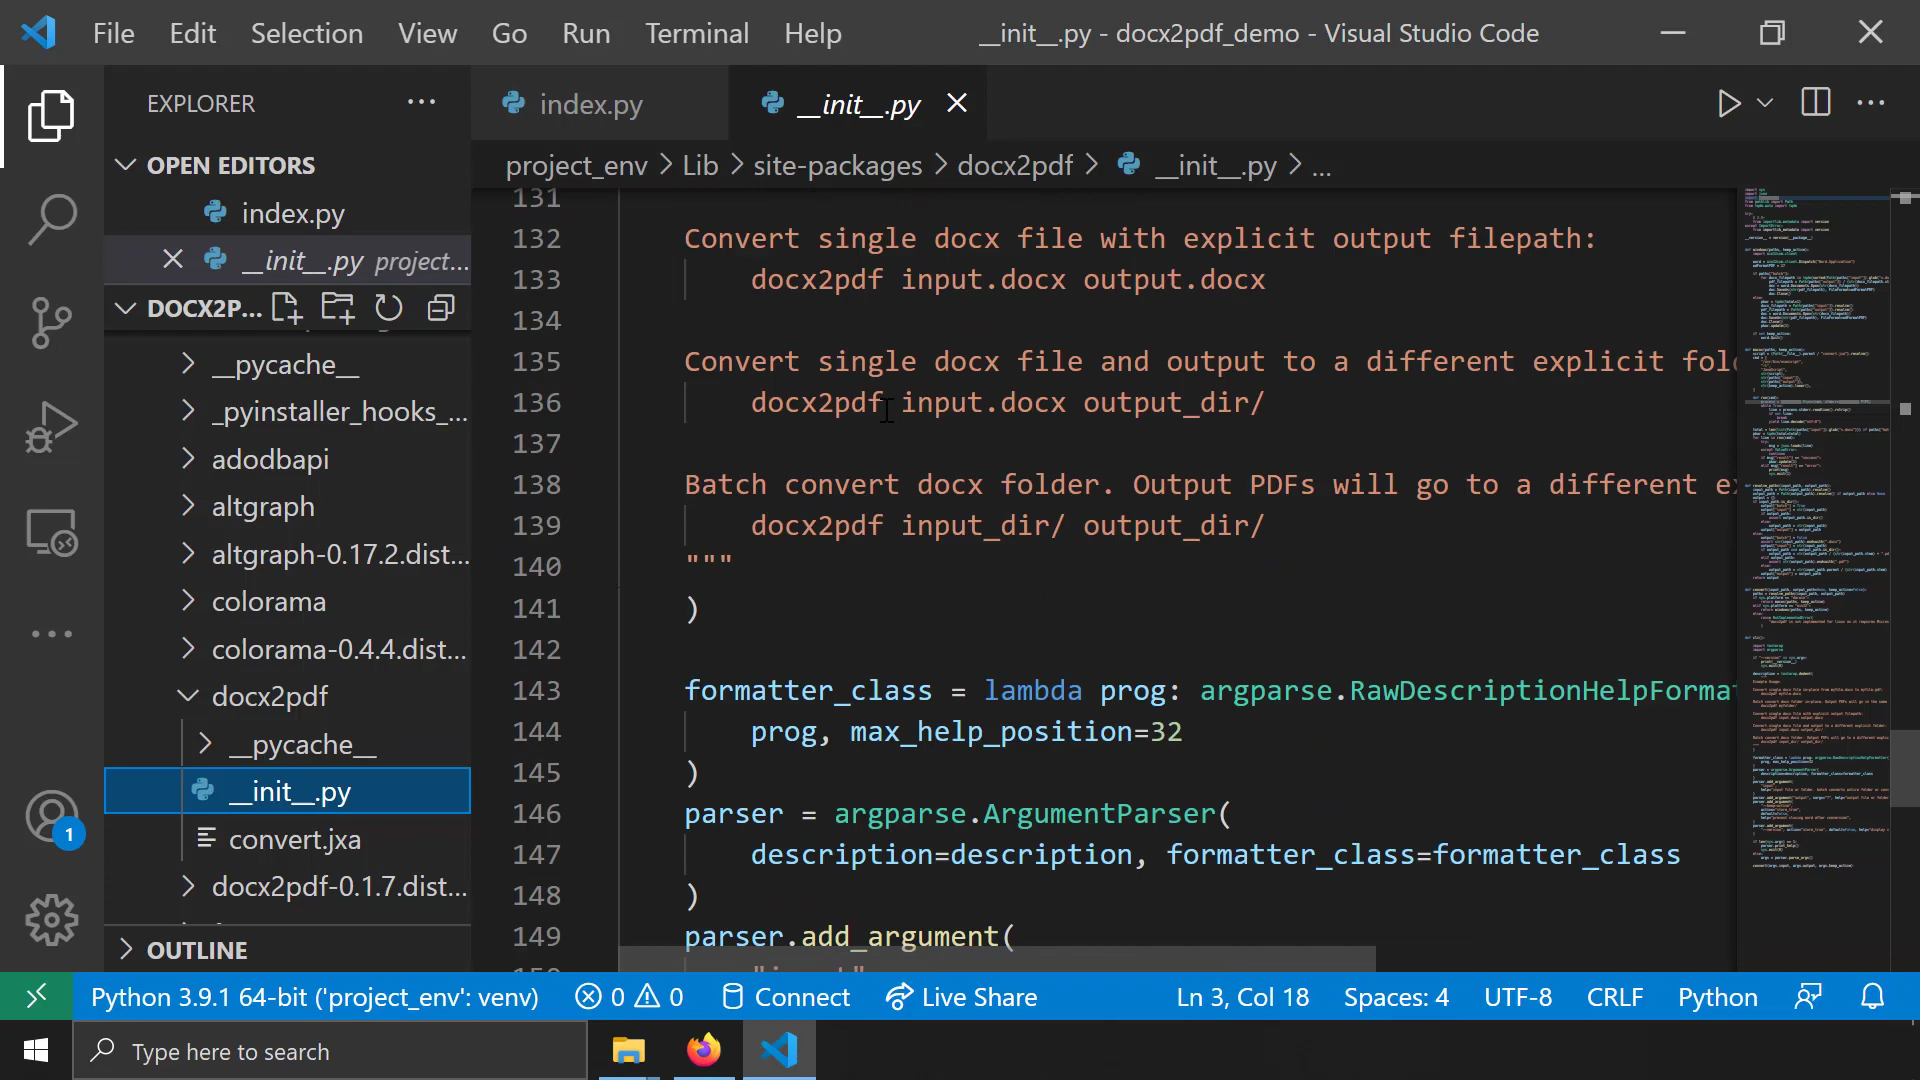 File Edit Selection View Go Run Terminal Help __init__.py - docx2pdf_demo - Visual Studio Code
EXPLORER
OPEN EDITORS
index.py
__init__.py project...
DOCX2P...
__pycache__
_pyinstaller_hooks_...
adodbapi
altgraph
altgraph-0.17.2.dist...
colorama
colorama-0.4.4.dist...
docx2pdf
__pycache__
__init__.py
convert.jxa
docx2pdf-0.1.7.dist...
OUTLINE
1
index.py __init__.py
project_env > Lib > site-packages > docx2pdf > __init__.py > ...
131
132 Convert single docx file with explicit output filepath:
133 docx2pdf input.docx output.docx
134
135 Convert single docx file and output to a different explicit fol
136 docx2pdf input.docx output_dir/
137
138 Batch convert docx folder. Output PDFs will go to a different ex
139 docx2pdf input_dir/ output_dir/
140 """
141 )
142
143 formatter_class = lambda prog: argparse.RawDescriptionHelpFormat
144 prog, max_help_position=32
145 )
146 parser = argparse.ArgumentParser(
147 description=description, formatter_class=formatter_class
148 )
149 parser.add_argument(
Python 3.9.1 64-bit ('project_env': venv) 0 0 Connect Live Share Ln 3, Col 18 Spaces: 4 UTF-8 CRLF Python
Type here to search